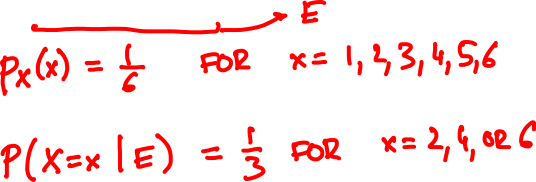 E
pₓ(x) = 1/6 FOR x = 1, 2, 3, 4, 5, 6
P(X=x | E) = 1/3 FOR x = 2, 4, OR 6